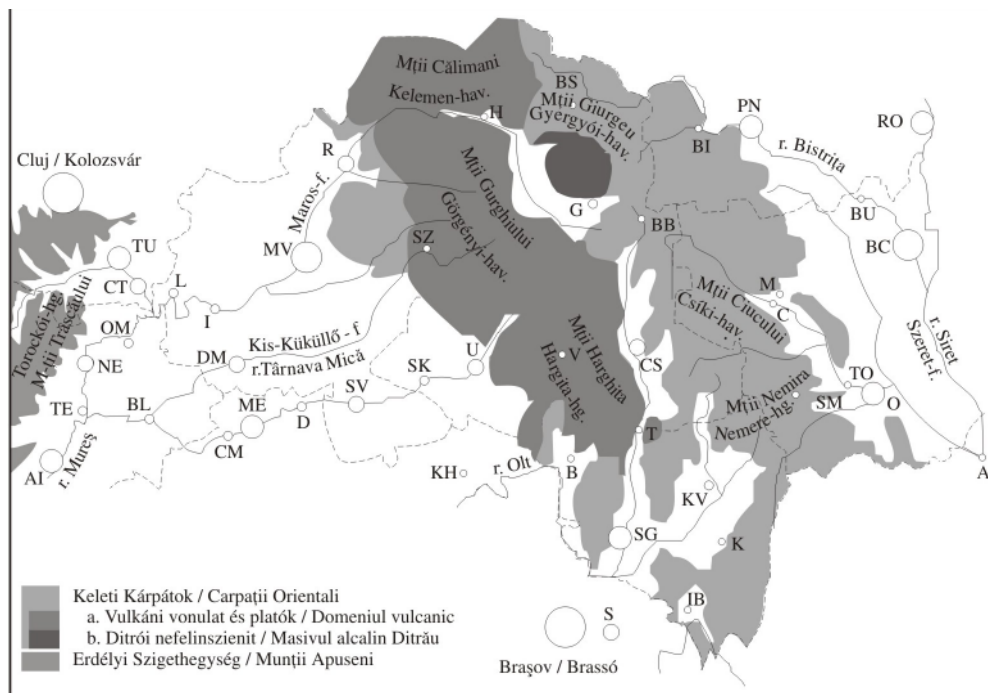 Mții Călimani
Kelemen-hav.
BS
Mții Giurgeu
Gyergyói-hav.
H
PN
RO
BI
r. Bistrița
Cluj / Kolozsvár
R
Maros-f.
Mții Gurghiului
Görgényi-hav.
G
BU
BB
BC
TU
MV
SZ
CT
L
I
M
Mții Ciucului
Csíki-hav.
C
r. Siret
Szeret-f.
Torockói-hg.
M-ții Trăscăului
OM
NE
Kis-Küküllő - f
r.Târnava Mică
DM
U
Mții Harghita
Hargita-hg.
V
CS
TO
O
SM
Mții Nemira
Nemere-hg.
SK
SV
TE
BL
ME
D
CM
T
AI
r. Mureş
KH
r. Olt
B
KV
A
SG
K
IB
S
Braşov / Brassó
Keleti Kárpátok / Carpații Orientali
a. Vulkáni vonulat és platók / Domeniul vulcanic
b. Ditrói nefelinszienit / Masivul alcalin Ditrău
Erdélyi Szigethegység / Munții Apuseni